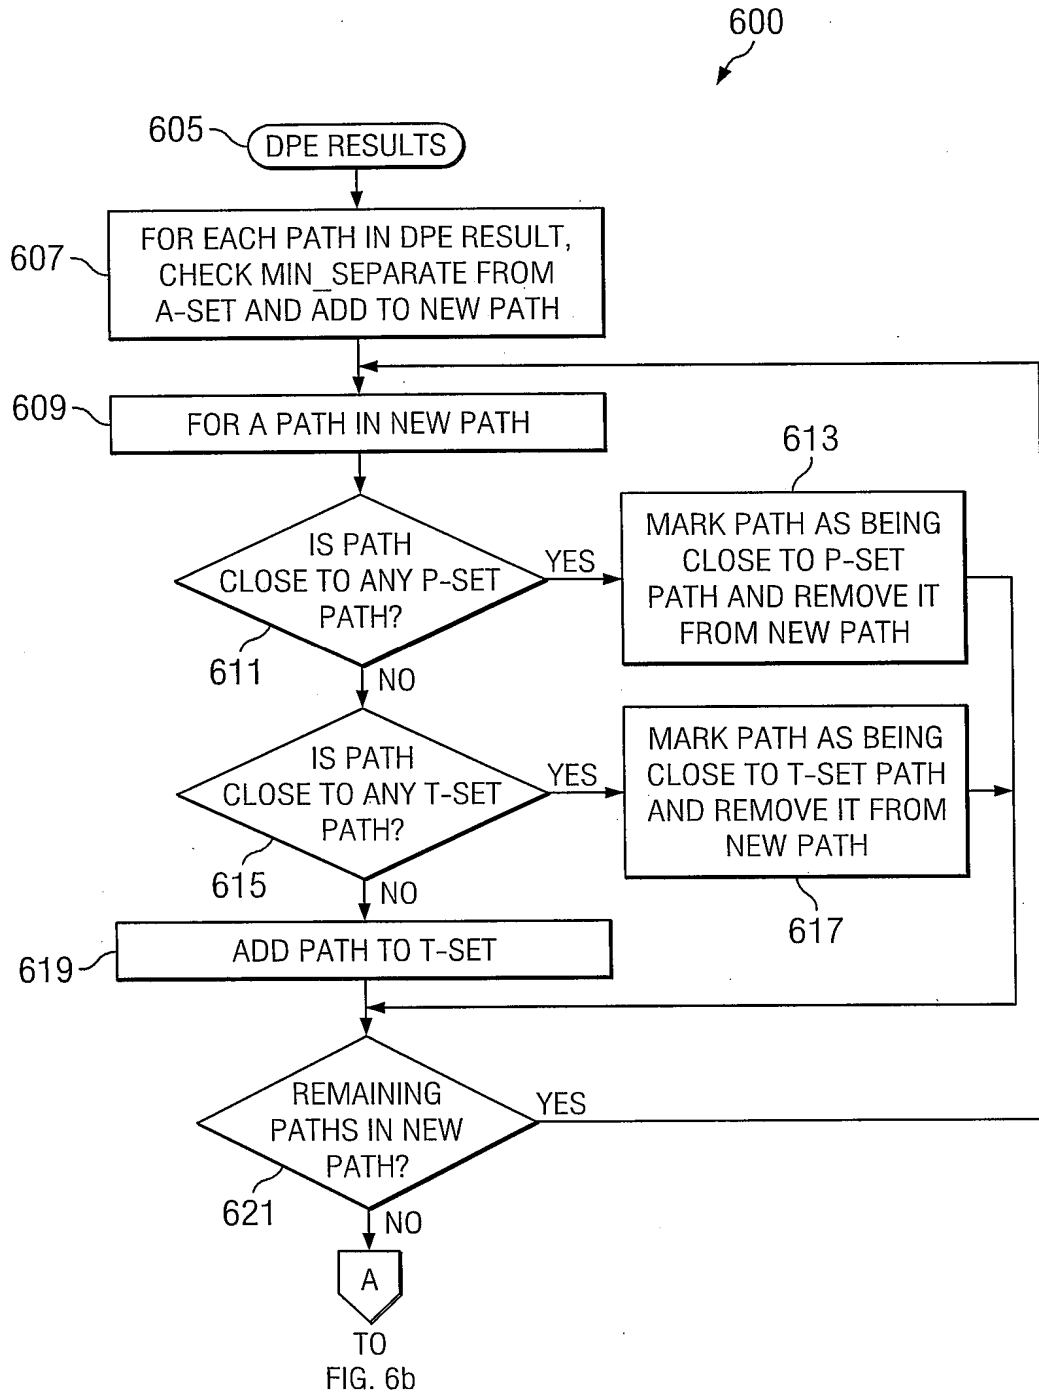 600
605
DPE RESULTS
607
FOR EACH PATH IN DPE RESULT,
CHECK MIN_SEPARATE FROM
A-SET AND ADD TO NEW PATH
609
FOR A PATH IN NEW PATH
613
IS PATH
CLOSE TO ANY P-SET
PATH?
YES
MARK PATH AS BEING
CLOSE TO P-SET
PATH AND REMOVE IT
FROM NEW PATH
611
NO
IS PATH
CLOSE TO ANY T-SET
PATH?
YES
MARK PATH AS BEING
CLOSE TO T-SET PATH
AND REMOVE IT FROM
NEW PATH
615
NO
617
619
ADD PATH TO T-SET
REMAINING
PATHS IN NEW
PATH?
YES
621
NO
A
TO
FIG. 6b